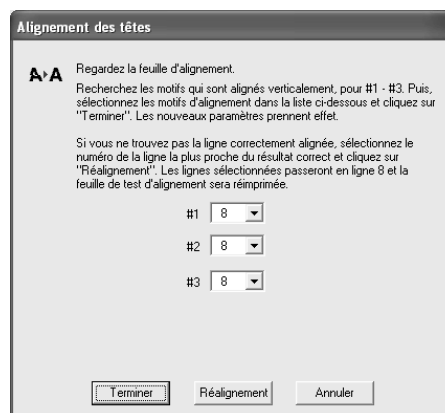 Alignement des têtes
A▸A
Regardez la feuille d'alignement.
Recherchez les motifs qui sont alignés verticalement, pour #1 - #3. Puis,
sélectionnez les motifs d'alignement dans la liste ci-dessous et cliquez sur
"Terminer". Les nouveaux paramètres prennent effet.
Si vous ne trouvez pas la ligne correctement alignée, sélectionnez le
numéro de la ligne la plus proche du résultat correct et cliquez sur
"Réalignement". Les lignes sélectionnées passeront en ligne 8 et la
feuille de test d'alignement sera réimprimée.
#1 8
#2 8
#3 8
Terminer Réalignement Annuler